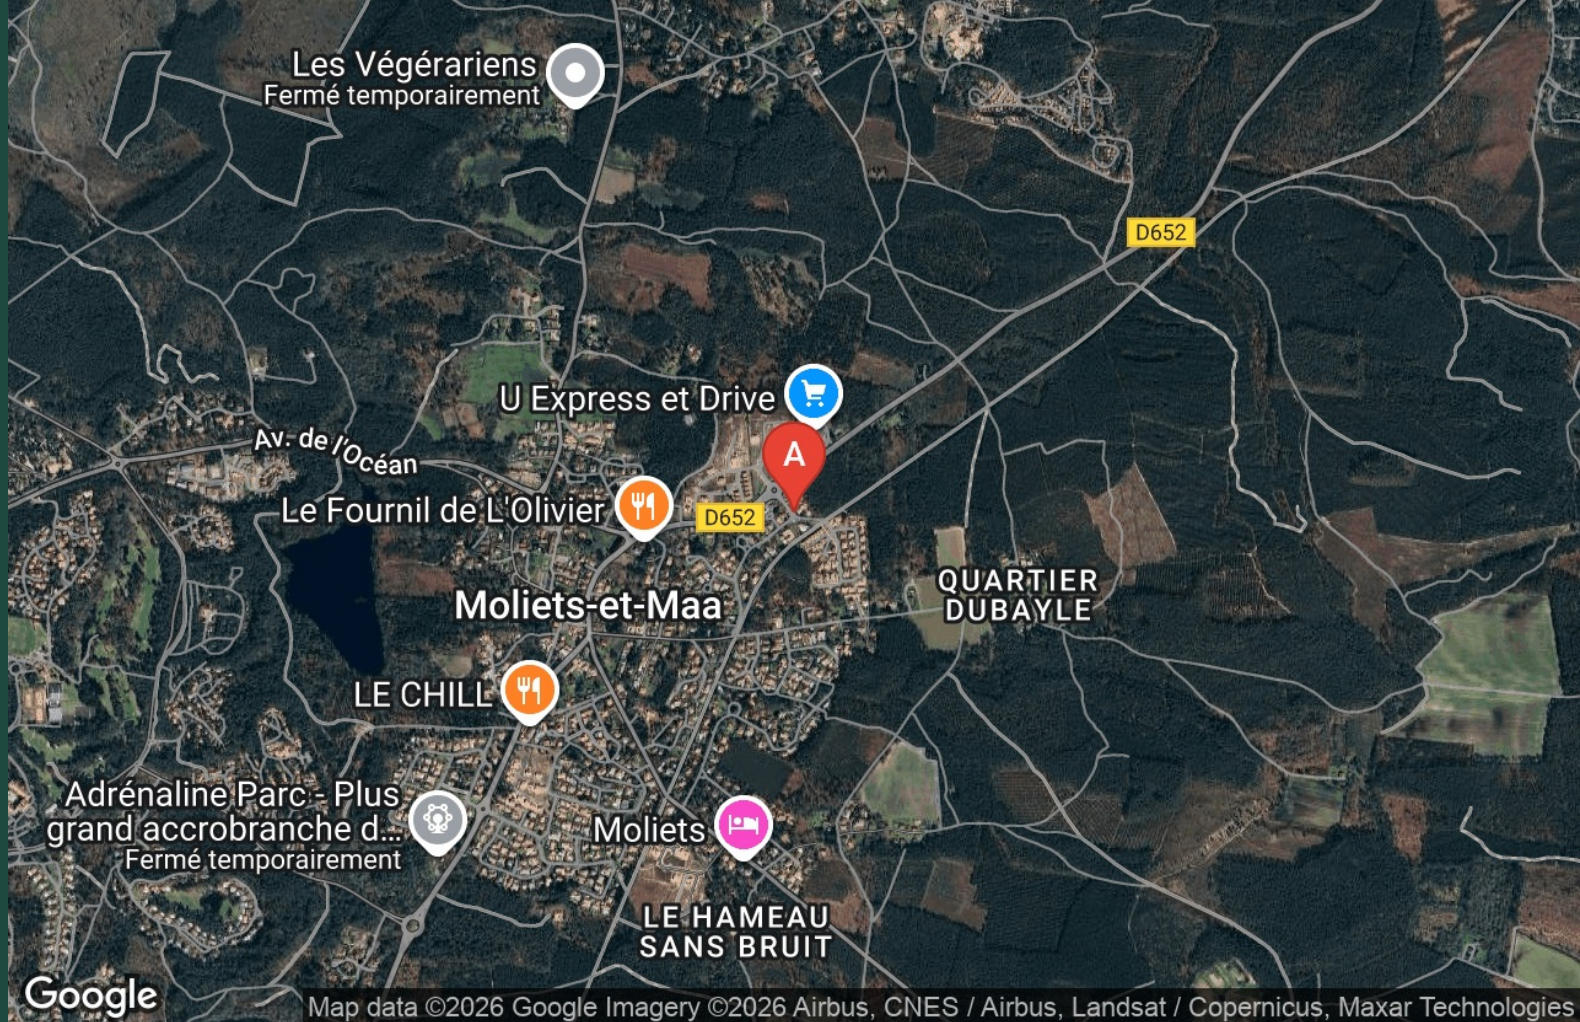 Les Végérariens
Fermé temporairement
D652
U Express et Drive
A
Av. de l'Océan
Le Fournil de L'Olivier
D652
QUARTIER
DUBAYLE
Moliets-et-Maa
LE CHILL
Adrénaline Parc - Plus
grand accrobranche d...
Fermé temporairement
Moliets
LE HAMEAU
SANS BRUIT
Google
Map data ©2026 Google Imagery ©2026 Airbus, CNES / Airbus, Landsat / Copernicus, Maxar Technologies